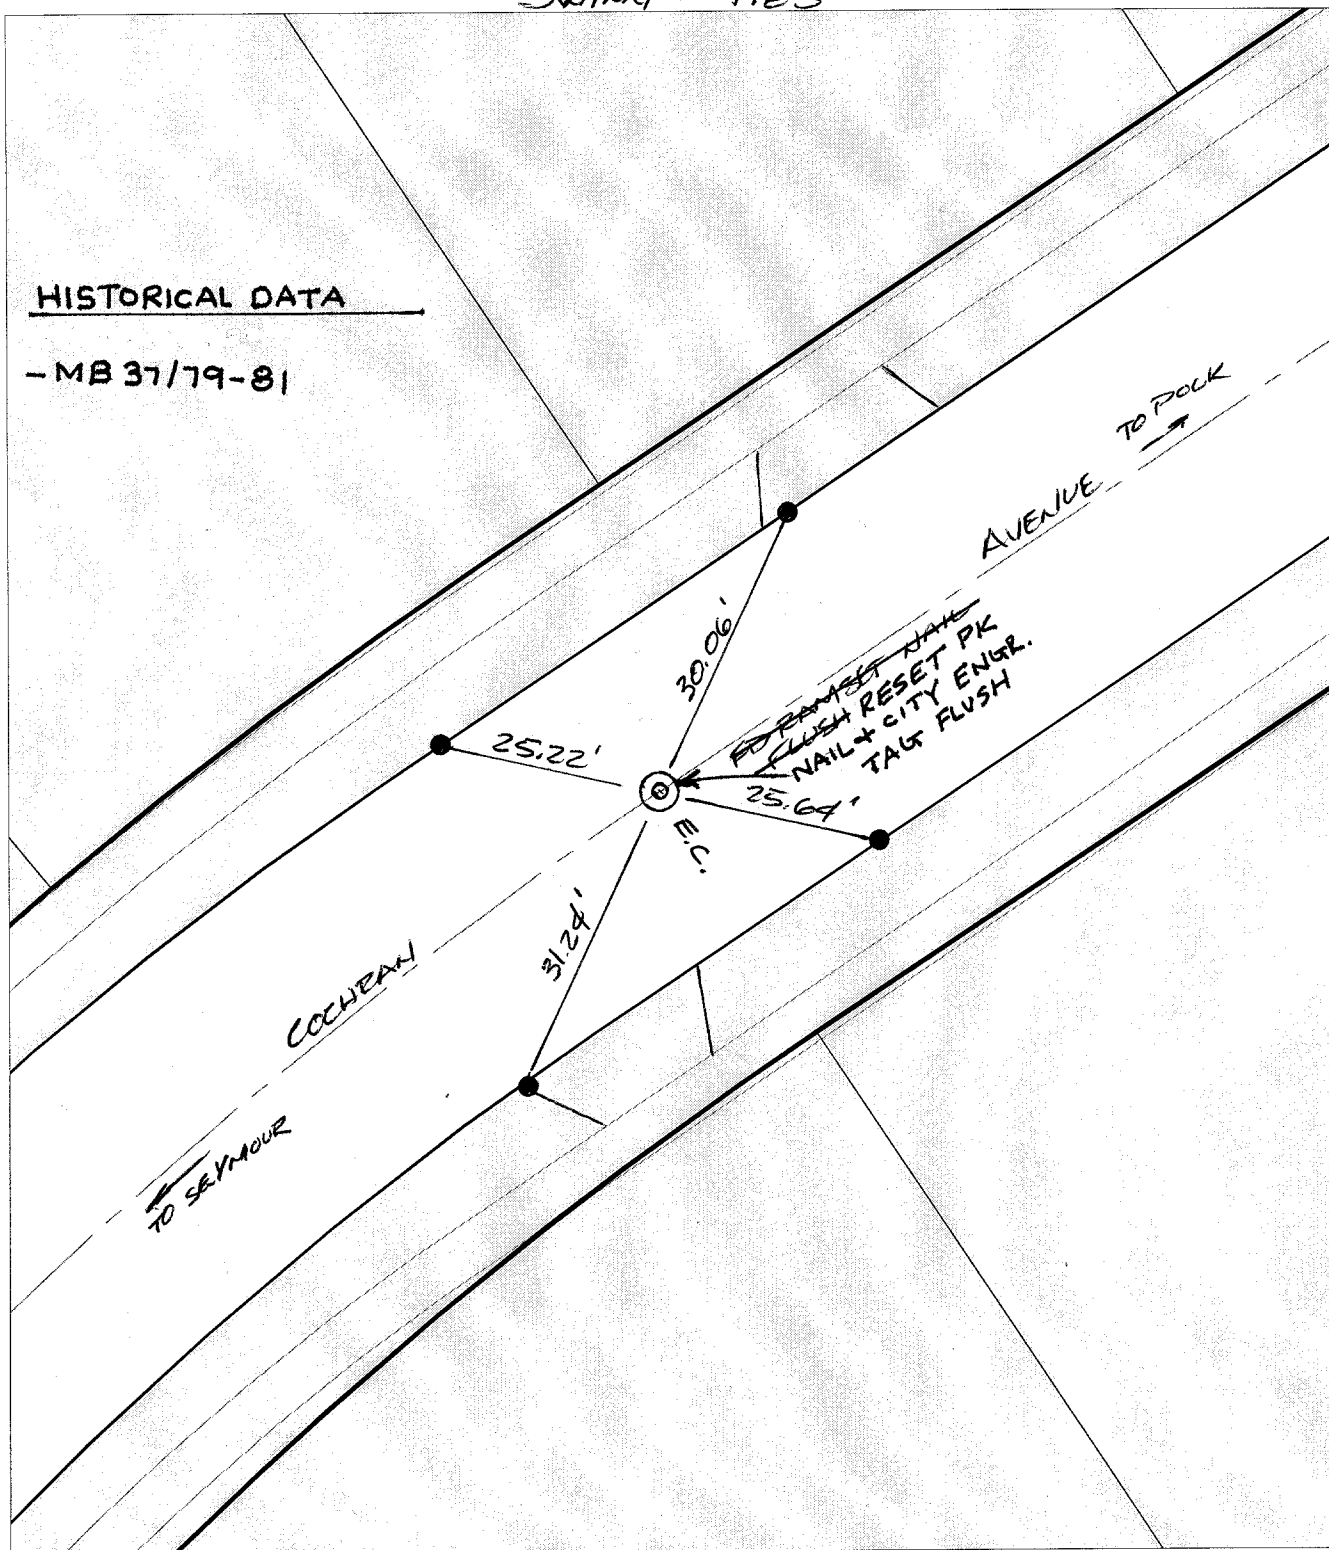 TIES
HISTORICAL DATA
- MB 37/79-81
TO POLK
AVENUE
30.06'
FD RAMSET NAIL
FLUSH RESET PK
NAIL & CITY ENGR.
TAG FLUSH
25.22'
25.64'
E.C.
31.24'
COCHRAN
TO SEYMOUR